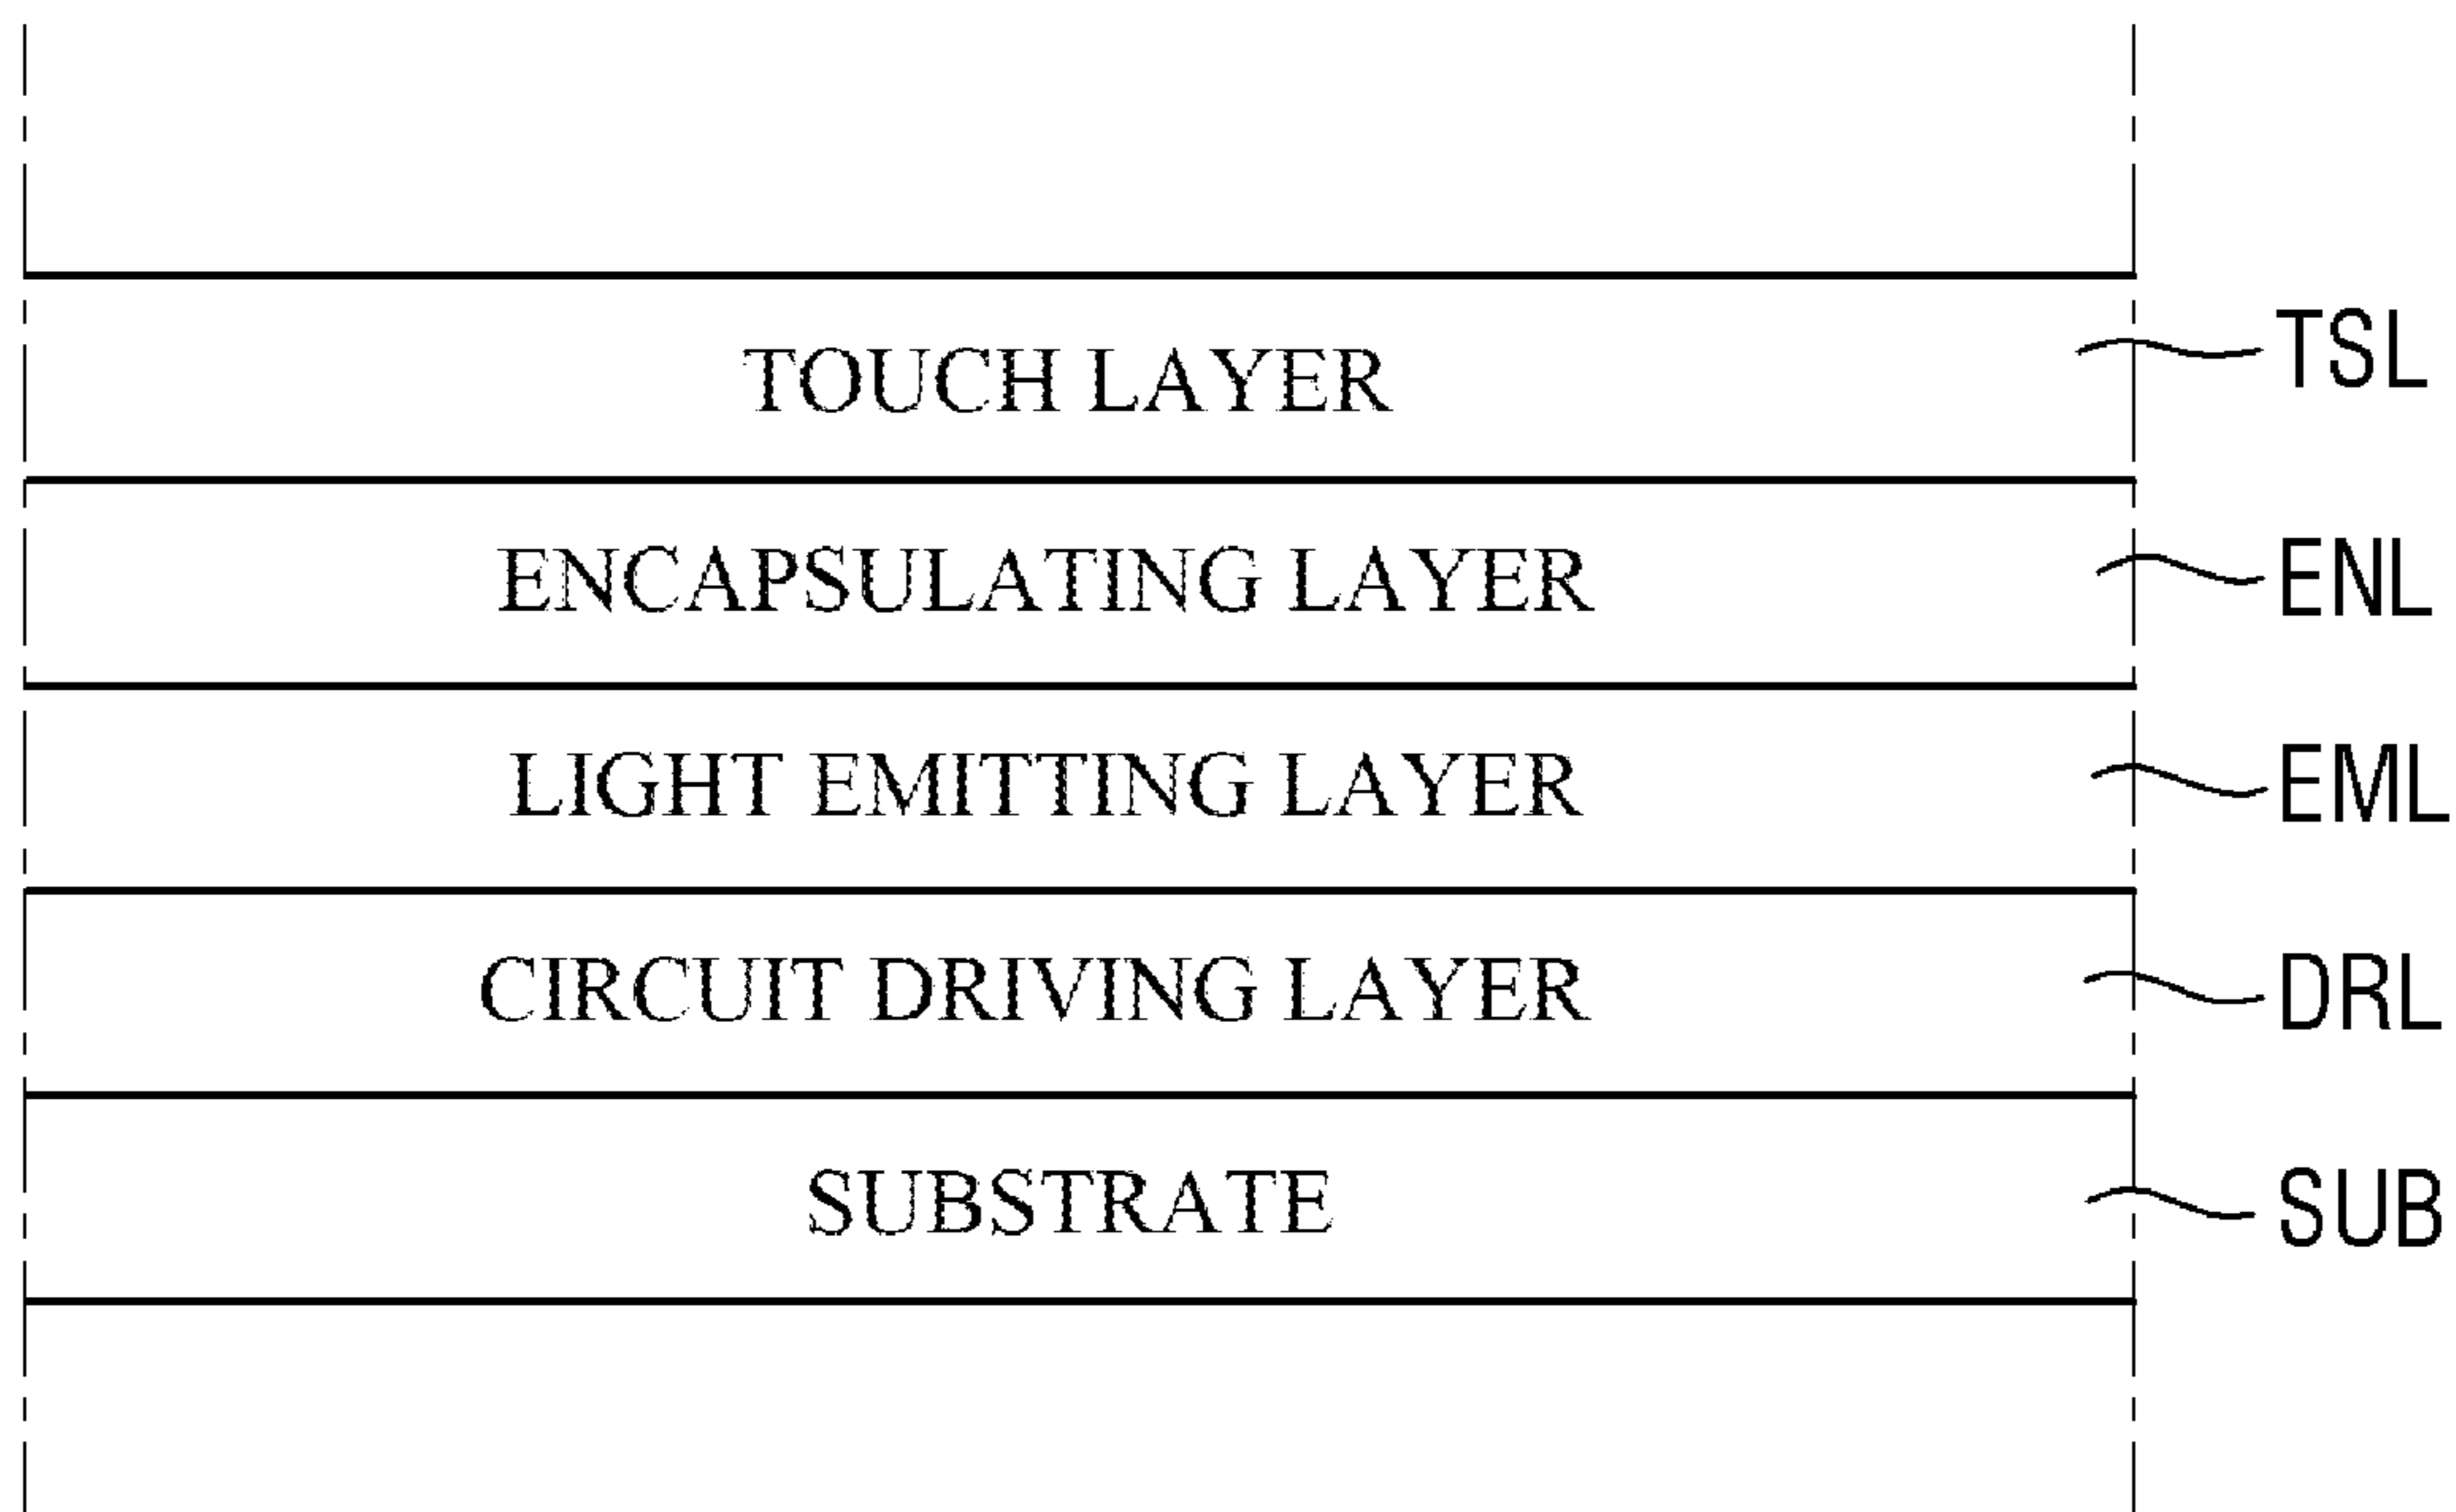 TOUCH LAYER TSL
ENCAPSULATING LAYER ENL
LIGHT EMITTING LAYER EML
CIRCUIT DRIVING LAYER DRL
SUBSTRATE SUB